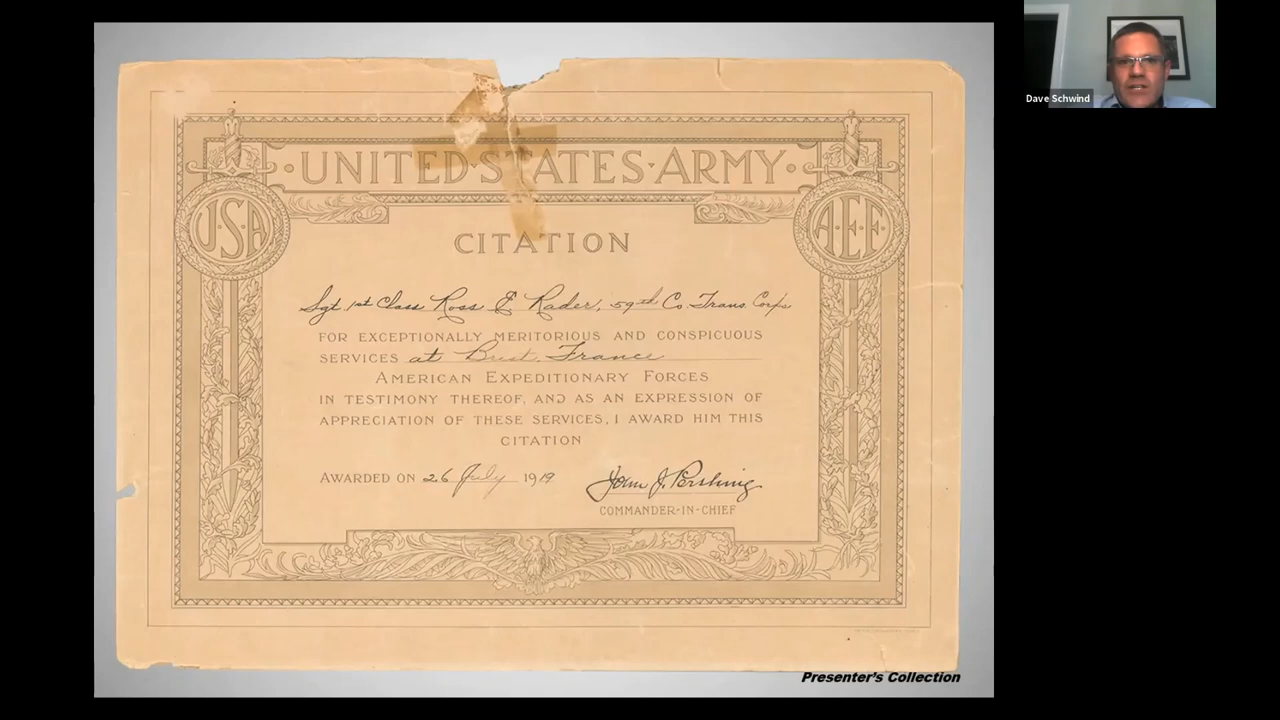 Dave Schwind
·UNITED·STATES·ARMY·
U·S·A
A·E·F
CITATION
Sgt. 1st Class Ross E Rader, 59th Co. Trans. Corps
FOR EXCEPTIONALLY MERITORIOUS AND CONSPICUOUS
SERVICES at Brest, France
AMERICAN EXPEDITIONARY FORCES
IN TESTIMONY THEREOF, AND AS AN EXPRESSION OF
APPRECIATION OF THESE SERVICES, I AWARD HIM THIS
CITATION
AWARDED ON 26 July 1919
John J. Pershing
COMMANDER-IN-CHIEF
Presenter's Collection